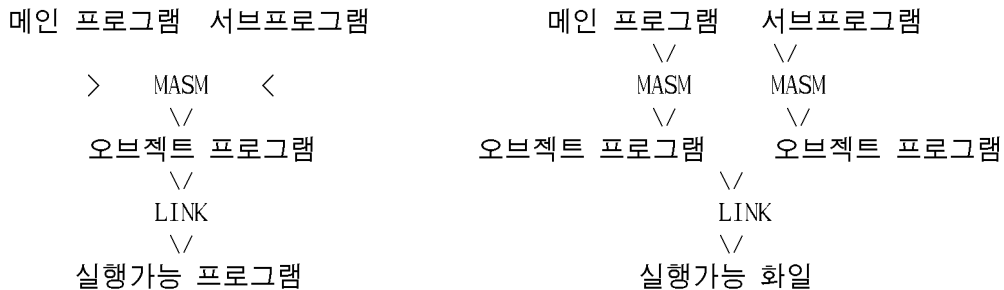 메인 프로그램 서브프로그램 메인 프로그램 서브프로그램
\/ \/
> MASM < MASM MASM
\/ \/ \/
오브젝트 프로그램 오브젝트 프로그램 오브젝트 프로그램
\/ \/
LINK LINK
\/ \/
실행가능 프로그램 실행가능 화일